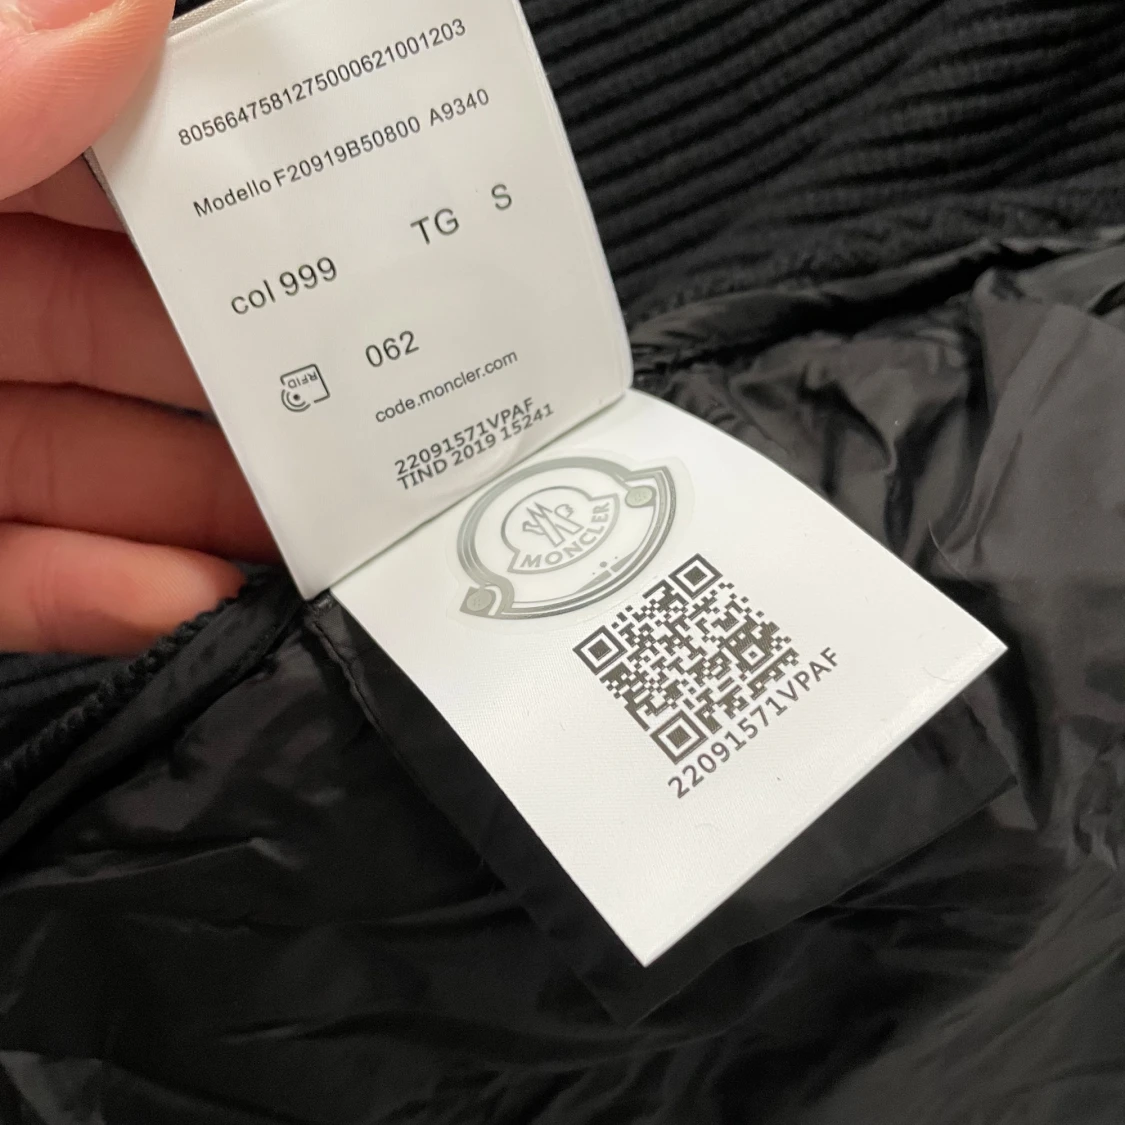 8056647581275000621001203
Modello F20919B50800 A9340
TG S
col 999
RFID
062
code.moncler.com
22091571VPAF
TIND 2019 15241
MONCLER
22091571VPAF